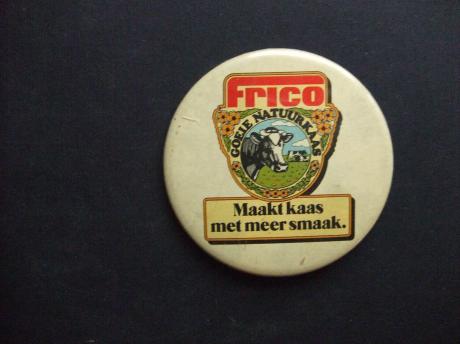 Frico
GOEIE NATUURKAAS
Maakt kaas
met meer smaak.